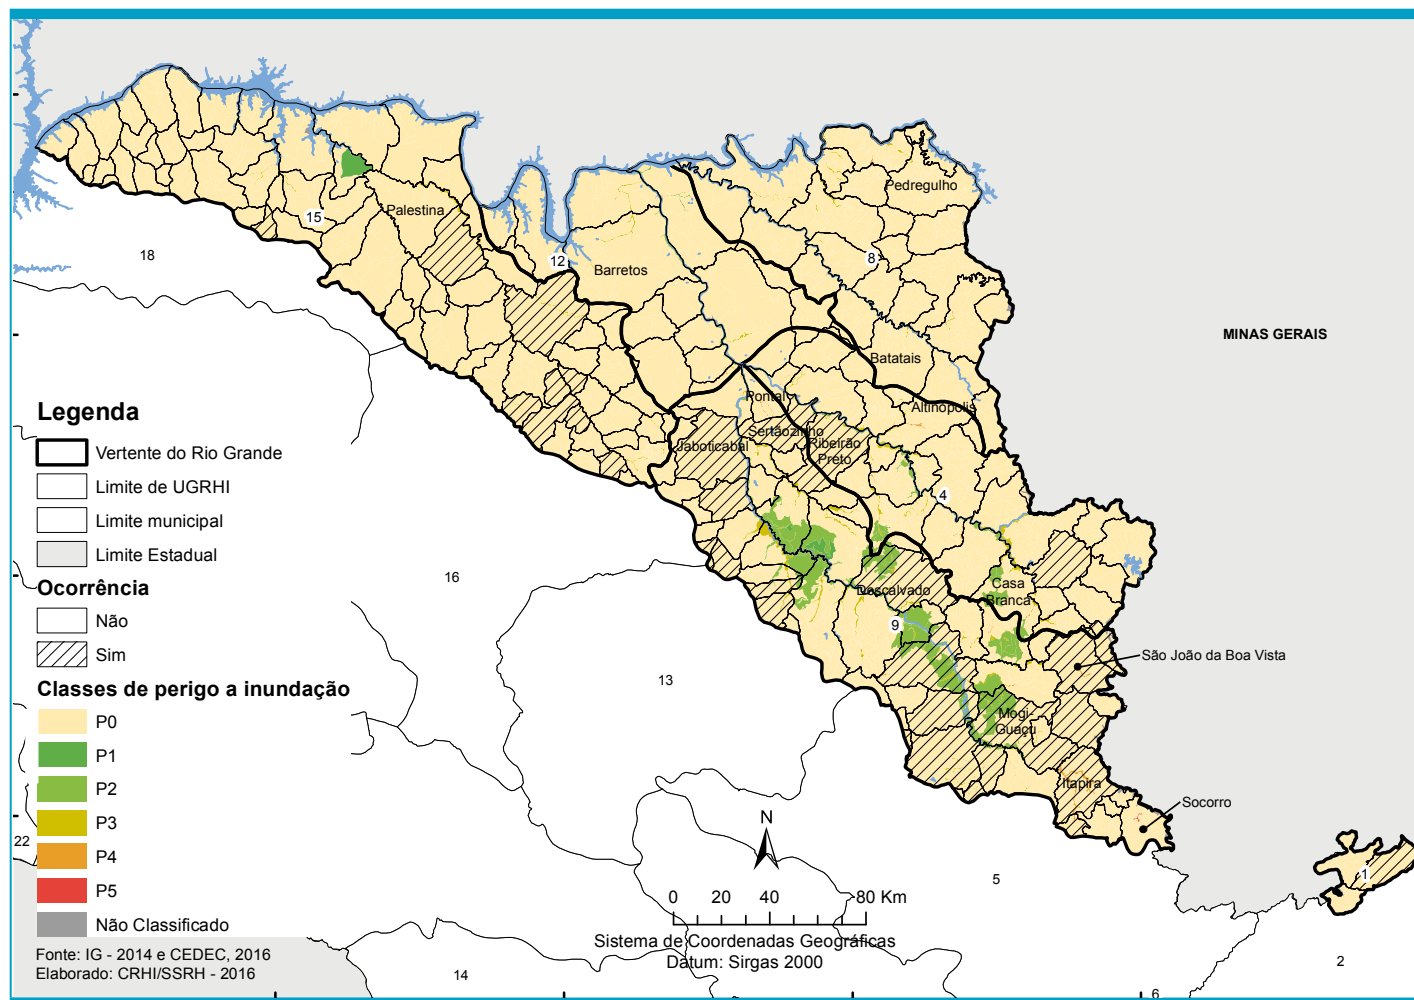 Pedregulho
Palestina
15
18
12
8
Barretos
MINAS GERAIS
Batatais
Altinópolis
Pontal
Sertãozinho
Jaboticabal
Ribeirão
Preto
4
16
Descalvado
Casa
Branca
9
13
São João da Boa Vista
Mogi-
Guaçu
Itapira
Socorro
1
5
2
6
14
22
Legenda
Vertente do Rio Grande
Limite de UGRHI
Limite municipal
Limite Estadual
Ocorrência
Não
Sim
Classes de perigo a inundação
P0
P1
P2
P3
P4
P5
Não Classificado
Fonte: IG - 2014 e CEDEC, 2016
Elaborado: CRHI/SSRH - 2016
N
0 20 40 80 Km
Sistema de Coordenadas Geográficas
Datum: Sirgas 2000